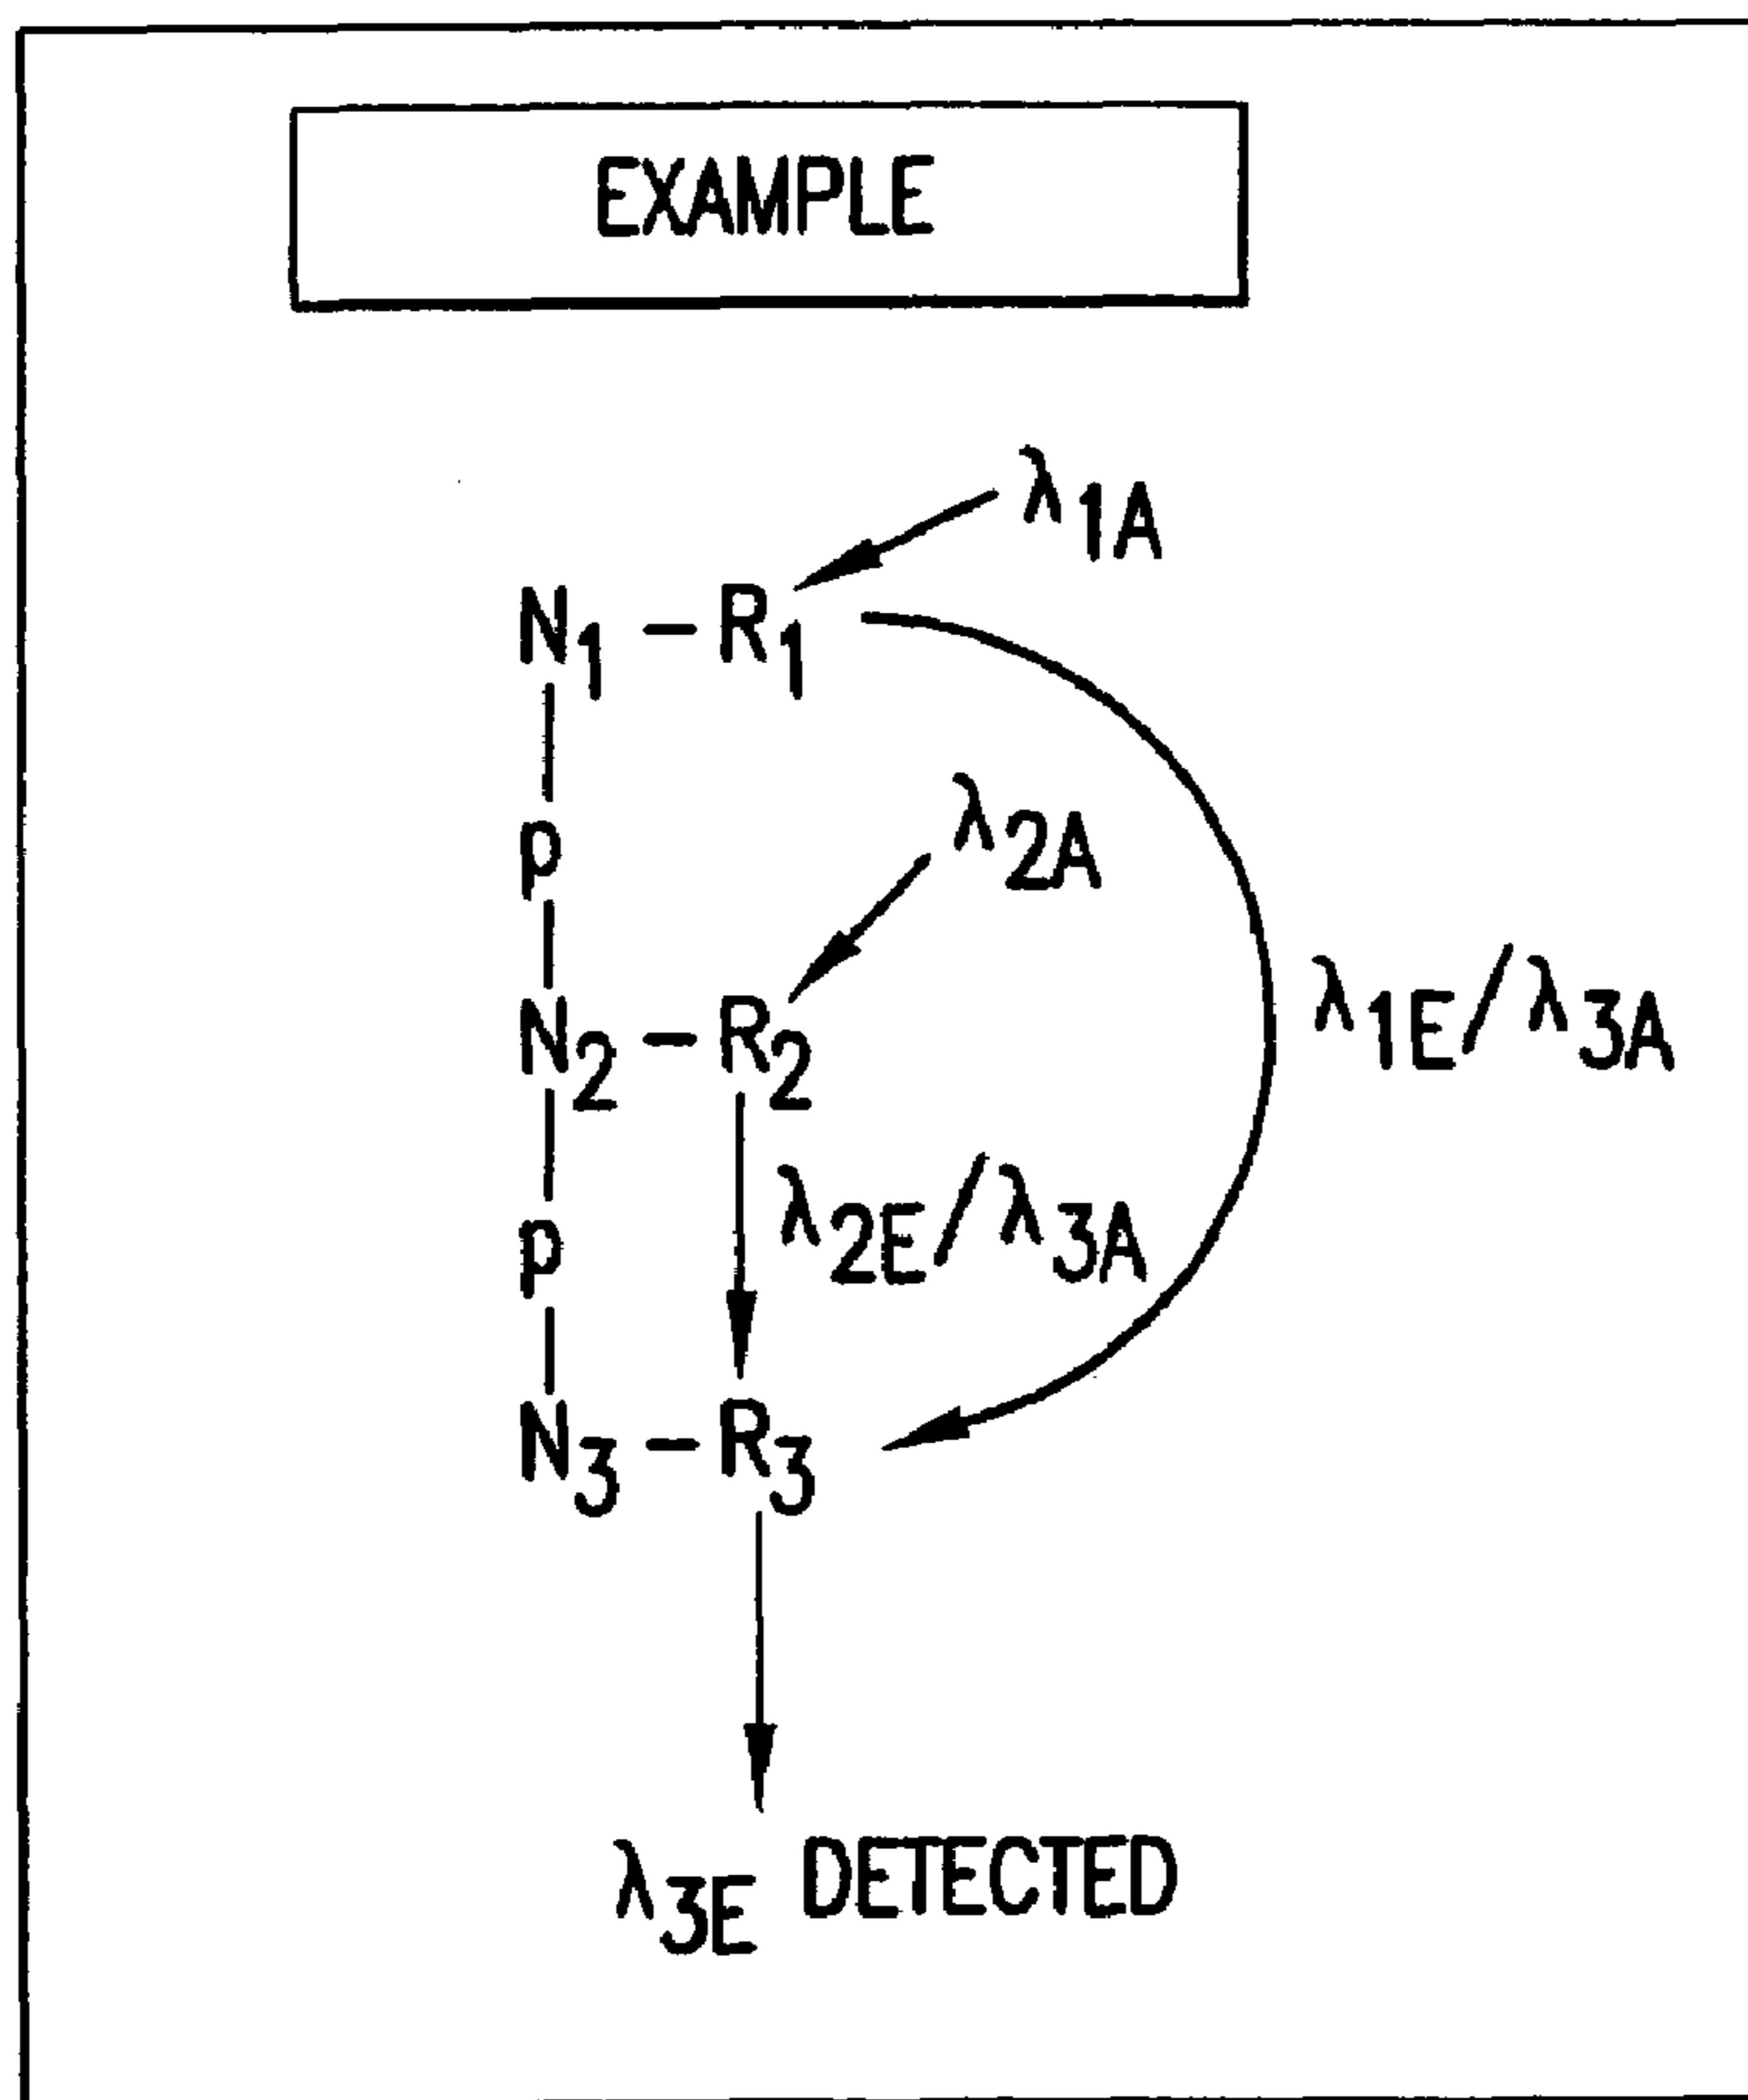 EXAMPLE
λ1A
N1-R1
p
λ2A
N2-R2
λ1E/λ3A
λ2E/λ3A
p
N3-R3
λ3E DETECTED